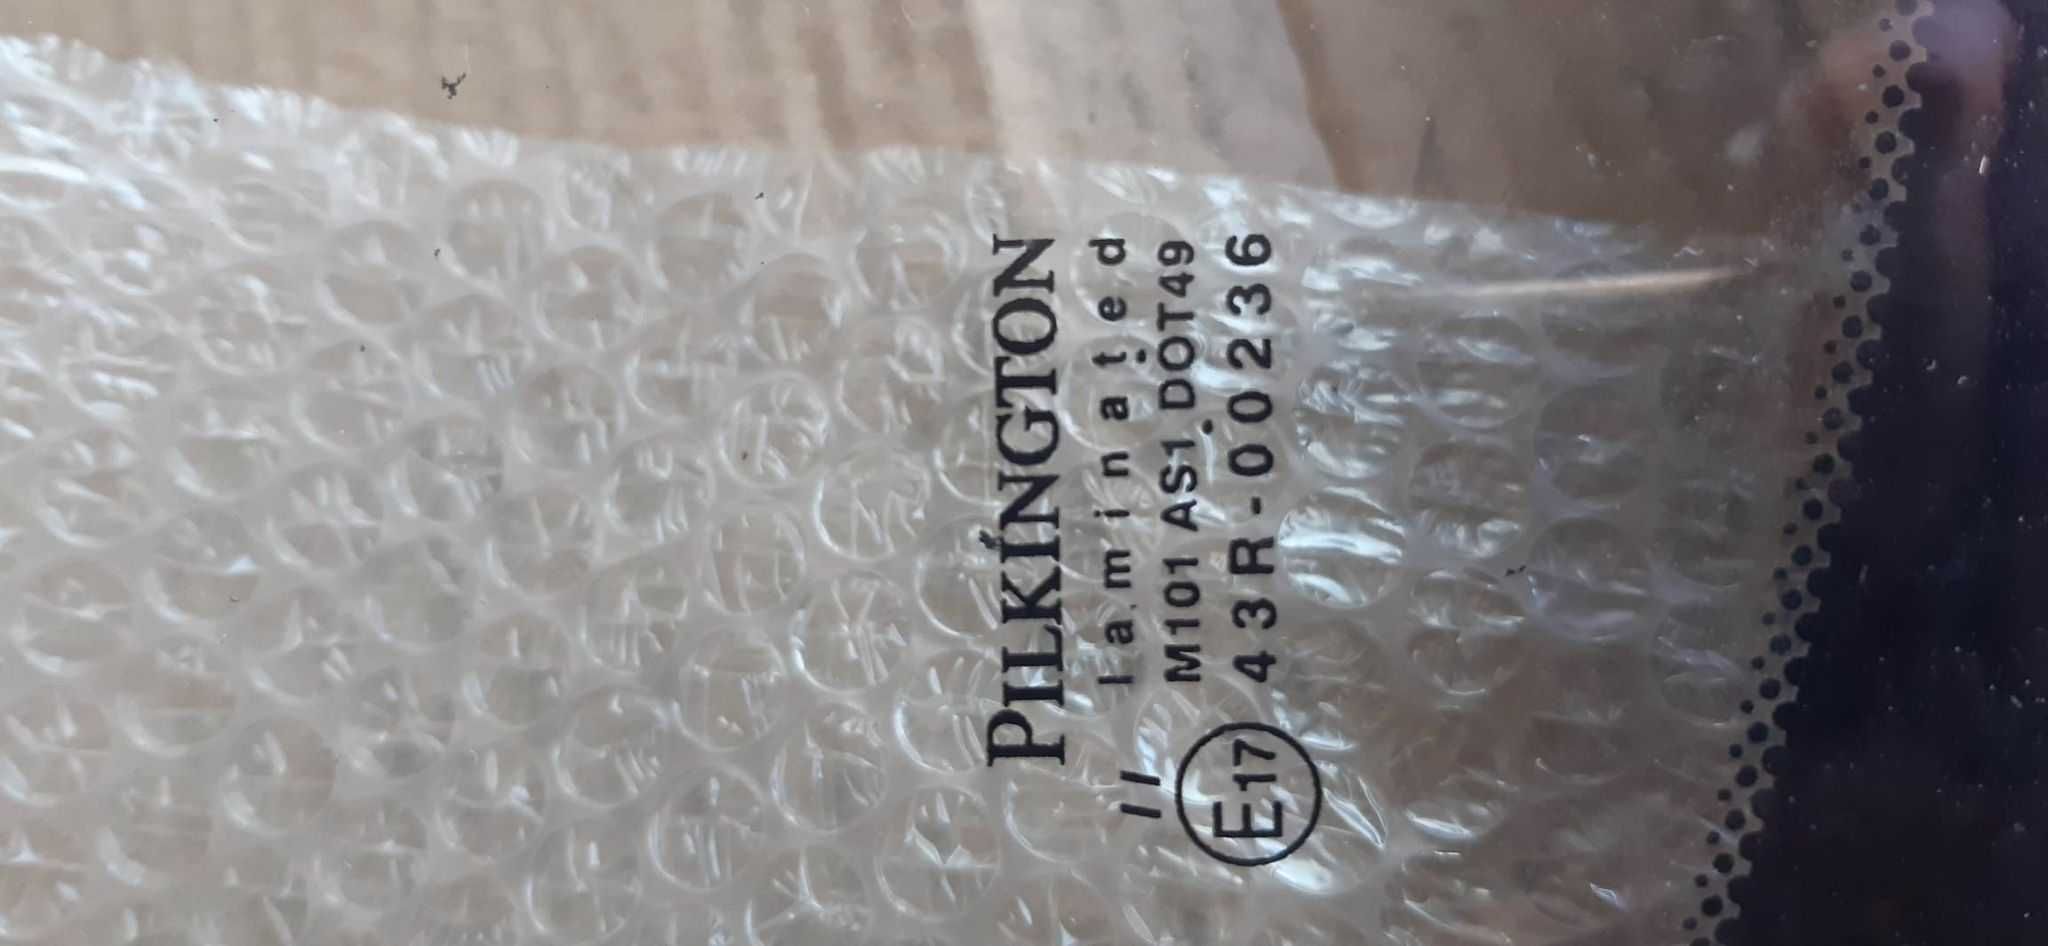 PILKINGTON
// laminated
M101 AS1 DOT49
E17 43R-00236